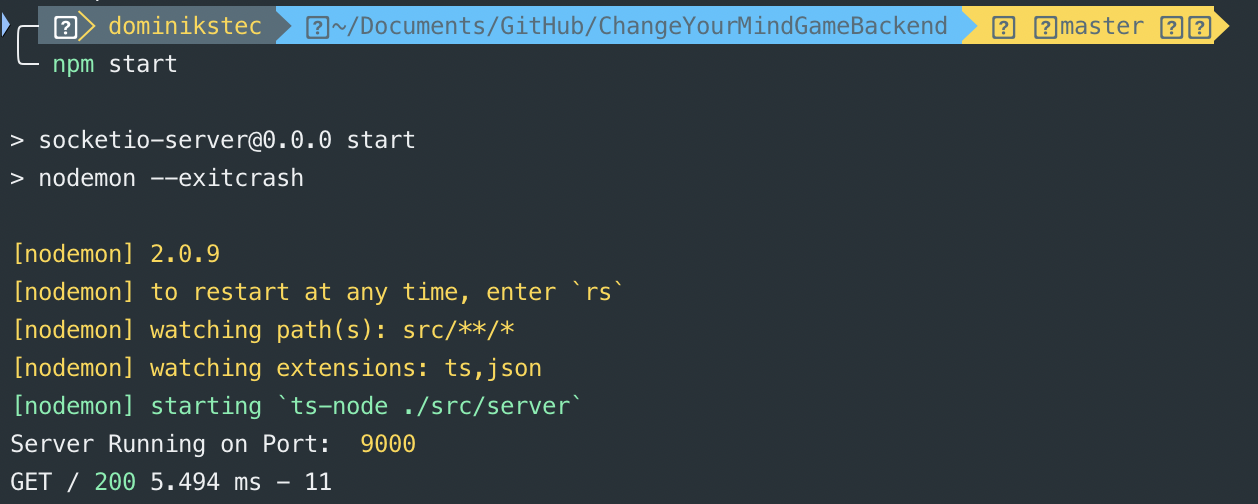 dominikstec ~/Documents/GitHub/ChangeYourMindGameBackend master
npm start
> socketio-server@0.0.0 start
> nodemon --exitcrash
[nodemon] 2.0.9
[nodemon] to restart at any time, enter `rs`
[nodemon] watching path(s): src/**/*
[nodemon] watching extensions: ts,json
[nodemon] starting `ts-node ./src/server`
Server Running on Port:  9000
GET / 200 5.494 ms - 11